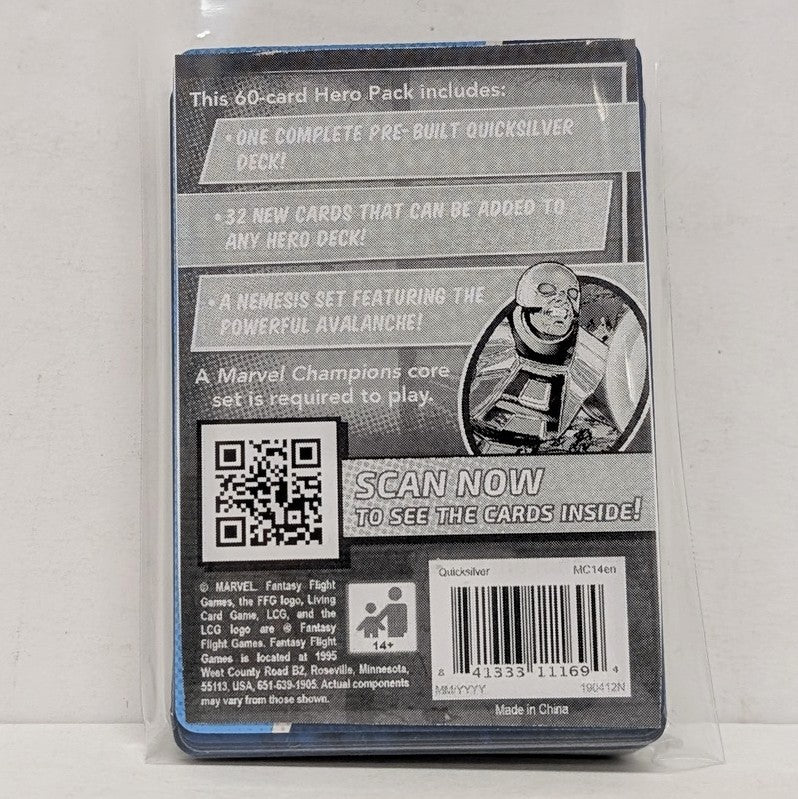 This 60-card Hero Pack includes:
• ONE COMPLETE PRE-BUILT QUICKSILVER
DECK!
• 32 NEW CARDS THAT CAN BE ADDED TO
ANY HERO DECK!
• A NEMESIS SET FEATURING THE
POWERFUL AVALANCHE!
A Marvel Champions core
set is required to play.
SCAN NOW
TO SEE THE CARDS INSIDE!
© MARVEL. Fantasy Flight
Games, the FFG logo, Living
Card Game, LCG, and the
LCG logo are ® Fantasy
Flight Games. Fantasy Flight
Games is located at 1995
West County Road B2, Roseville, Minnesota,
55113, USA, 651-639-1905. Actual components
may vary from those shown.
14+
Quicksilver MC14en
8 41333 11169 4
MM/YYYY 190412N
Made in China